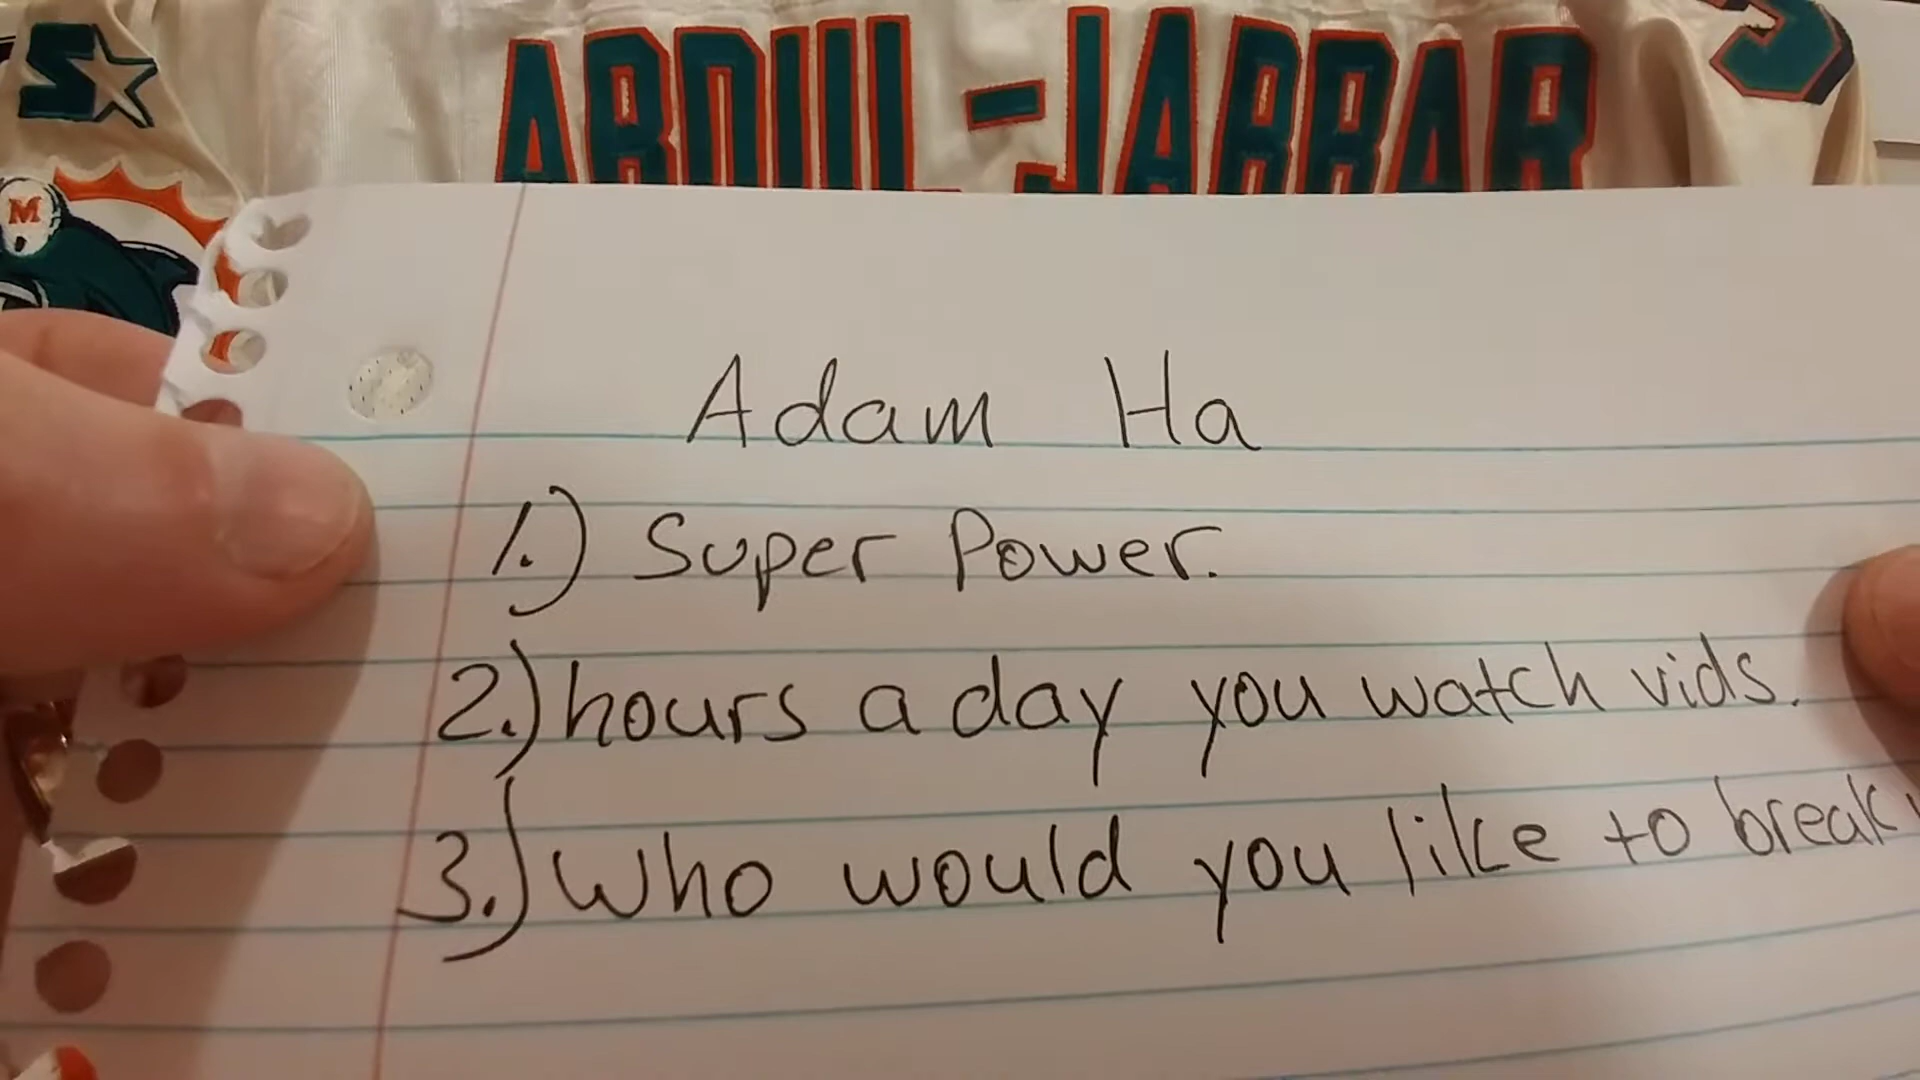 ABDUL-JABBAR
M
Adam Ha
1.) Super Power.
2.) hours a day you watch vids.
3.) Who would you like to break